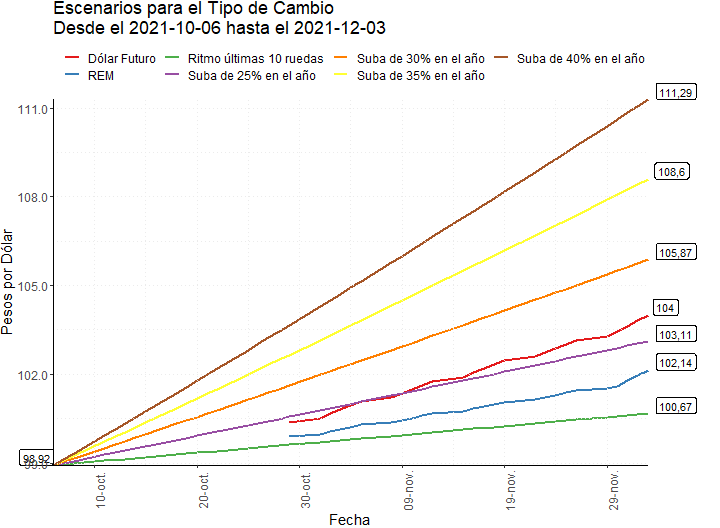 Escenarios para el Tipo de Cambio
Desde el 2021-10-06 hasta el 2021-12-03
Dólar Futuro
Ritmo últimas 10 ruedas
Suba de 30% en el año
Suba de 40% en el año
REM
Suba de 25% en el año
Suba de 35% en el año
111,29
111.0
108,6
108.0
105,87
105.0
104
103,11
102,14
102.0
100,67
98,92
99.0
Pesos por Dólar
10-oct.
20-oct.
30-oct.
09-nov.
19-nov.
29-nov.
Fecha